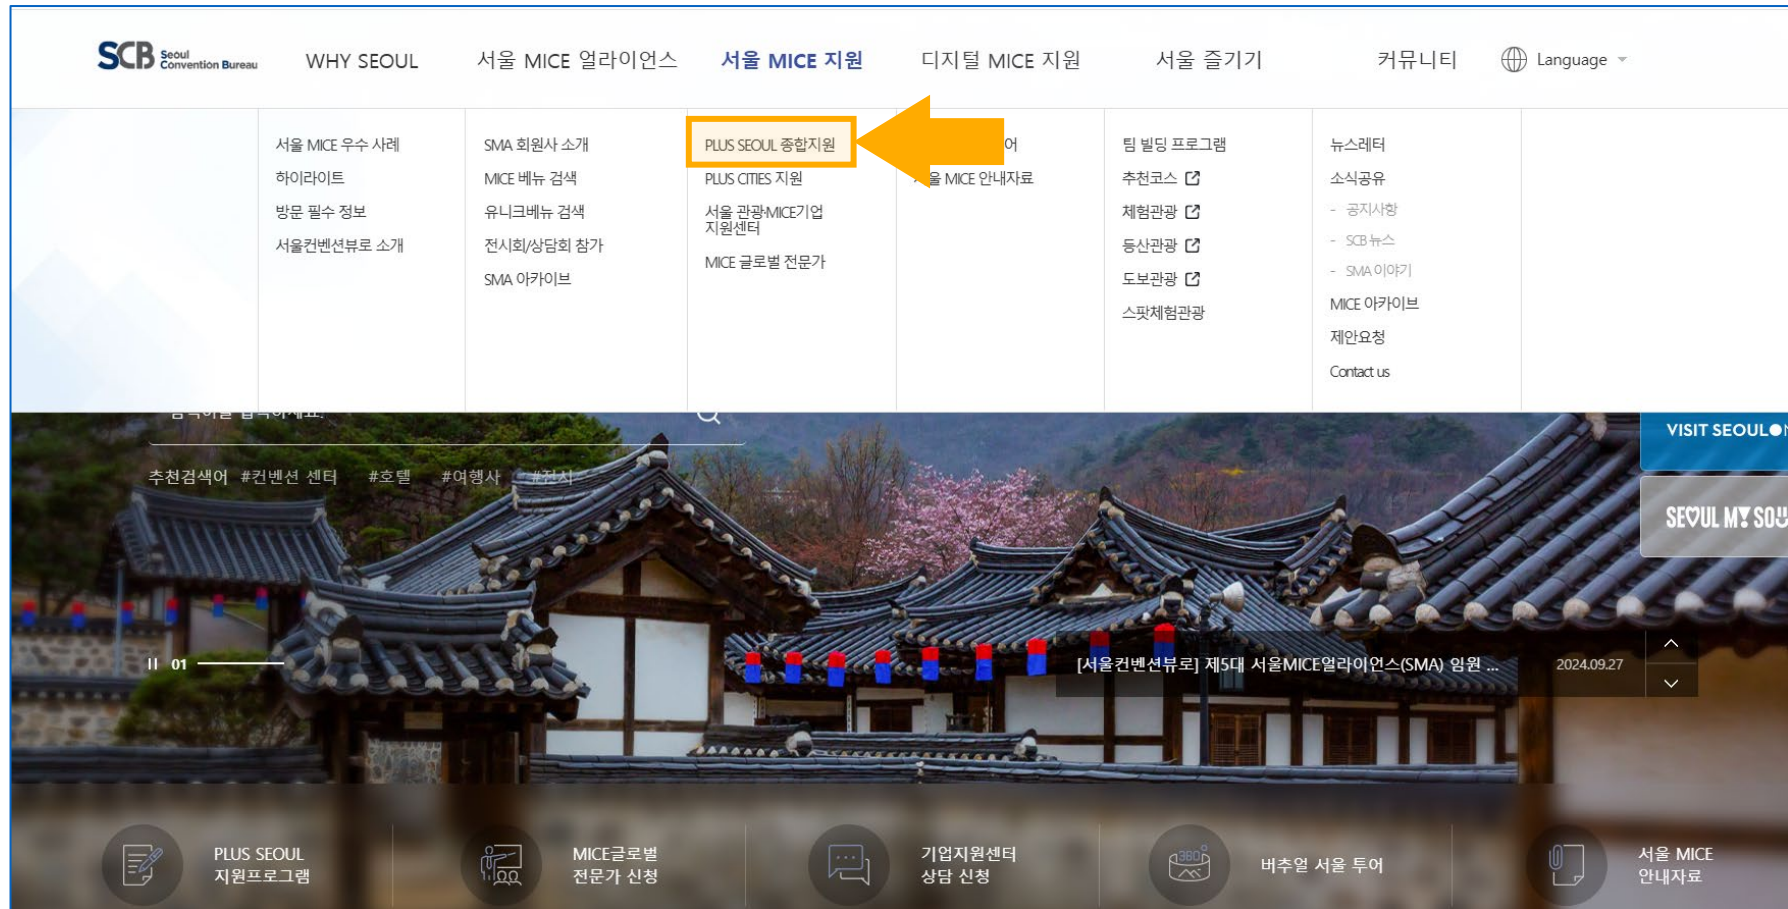 SCB Seoul
Convention Bureau
WHY SEOUL
서울 MICE 얼라이언스
서울 MICE 지원
디지털 MICE 지원
서울 즐기기
커뮤니티
Language
서울 MICE 우수 사례
하이라이트
방문 필수 정보
서울컨벤션뷰로 소개
SMA 회원사 소개
MICE 베뉴 검색
유니크베뉴 검색
전시회/상담회 참가
SMA 아카이브
PLUS SEOUL 종합지원
PLUS CITIES 지원
서울 관광·MICE기업
지원센터
MICE 글로벌 전문가
어
MICE 안내자료
팀 빌딩 프로그램
추천코스
체험관광
등산관광
도보관광
스팟체험관광
뉴스레터
소식공유
- 공지사항
- SCB 뉴스
- SMA 이야기
MICE 아카이브
제안요청
Contact us
추천검색어 #컨벤션 센터 #호텔 #여행사 #전시
VISIT SEOUL
SEOUL MY SOU
01
[서울컨벤션뷰로] 제5대 서울MICE얼라이언스(SMA) 임원 ...
2024.09.27
PLUS SEOUL
지원프로그램
MICE글로벌
전문가 신청
기업지원센터
상담 신청
360°
버추얼 서울 투어
서울 MICE
안내자료